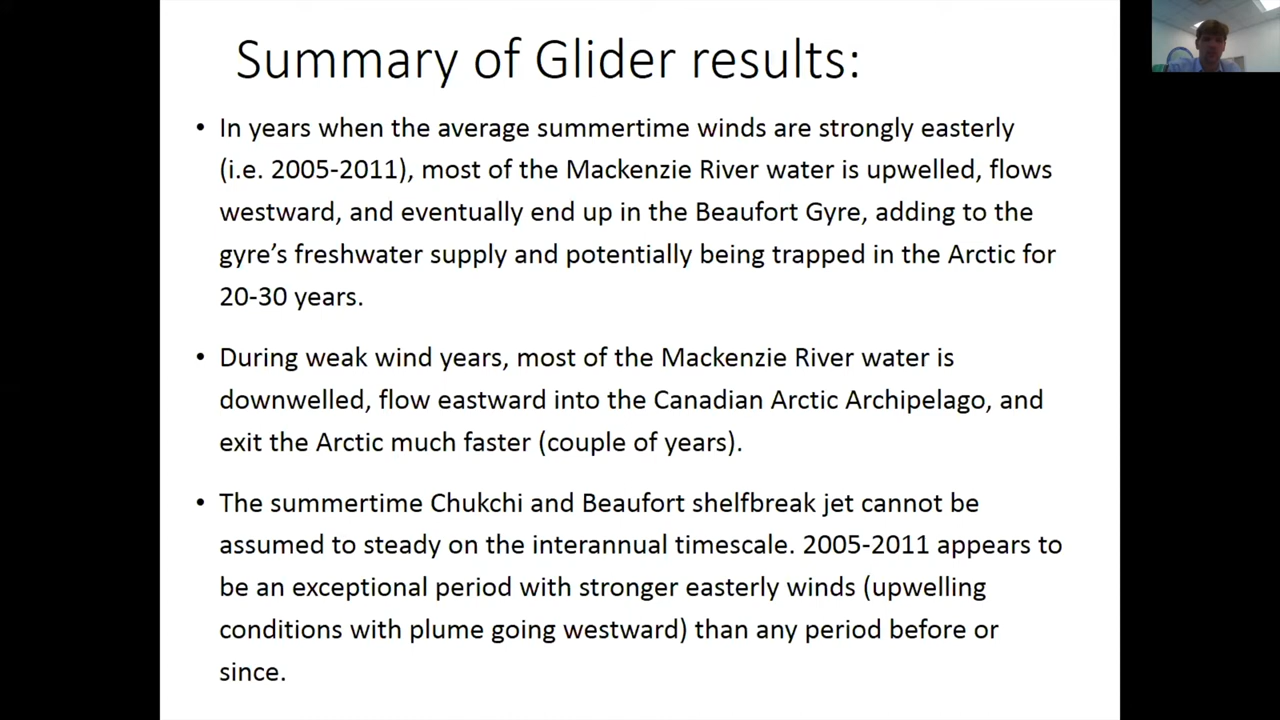 Summary of Glider results:
• In years when the average summertime winds are strongly easterly
(i.e. 2005-2011), most of the Mackenzie River water is upwelled, flows
westward, and eventually end up in the Beaufort Gyre, adding to the
gyre’s freshwater supply and potentially being trapped in the Arctic for
20-30 years.
• During weak wind years, most of the Mackenzie River water is
downwelled, flow eastward into the Canadian Arctic Archipelago, and
exit the Arctic much faster (couple of years).
• The summertime Chukchi and Beaufort shelfbreak jet cannot be
assumed to steady on the interannual timescale. 2005-2011 appears to
be an exceptional period with stronger easterly winds (upwelling
conditions with plume going westward) than any period before or
since.